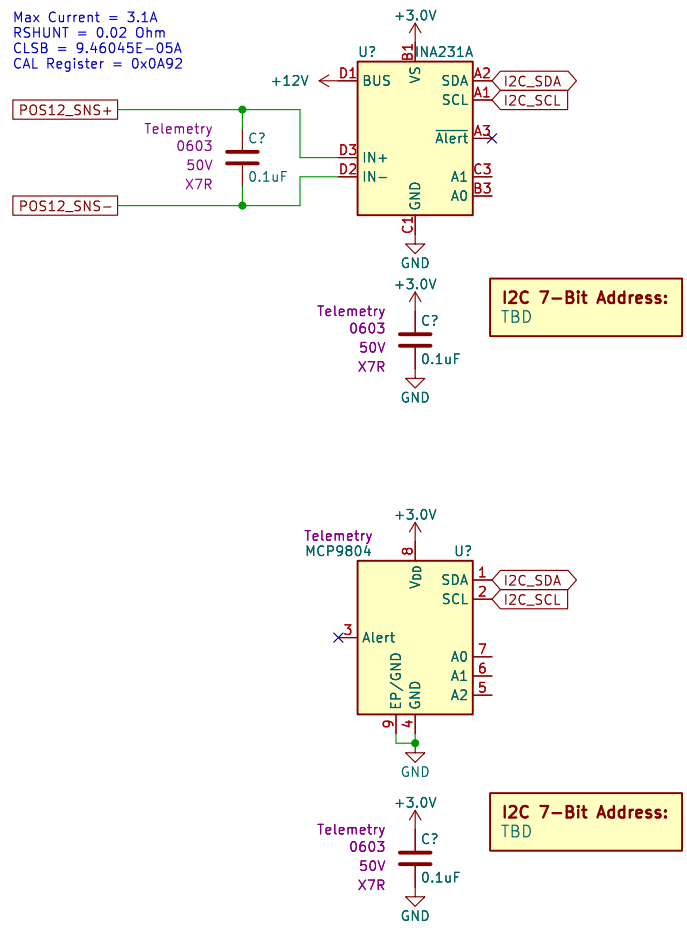 Max Current = 3.1A
RSHUNT = 0.02 Ohm
CLSB = 9.46045E-05A
CAL Register = 0x0A92
+3.0V
U?
INA231A
B1
VS
+12V
D1
BUS
SDA
A2
I2C_SDA
SCL
A1
I2C_SCL
POS12_SNS+
Telemetry
0603
50V
X7R
C?
0.1uF
Alert
A3
D3
IN+
D2
IN-
A1
C3
A0
B3
POS12_SNS-
GND
C1
GND
+3.0V
Telemetry
0603
50V
X7R
C?
0.1uF
GND
I2C 7-Bit Address:
TBD
+3.0V
Telemetry
MCP9804
8
U?
VDD
SDA
1
I2C_SDA
SCL
2
I2C_SCL
3
Alert
A0
7
A1
6
A2
5
EP/GND
GND
9
4
GND
+3.0V
Telemetry
0603
50V
X7R
C?
0.1uF
GND
I2C 7-Bit Address:
TBD